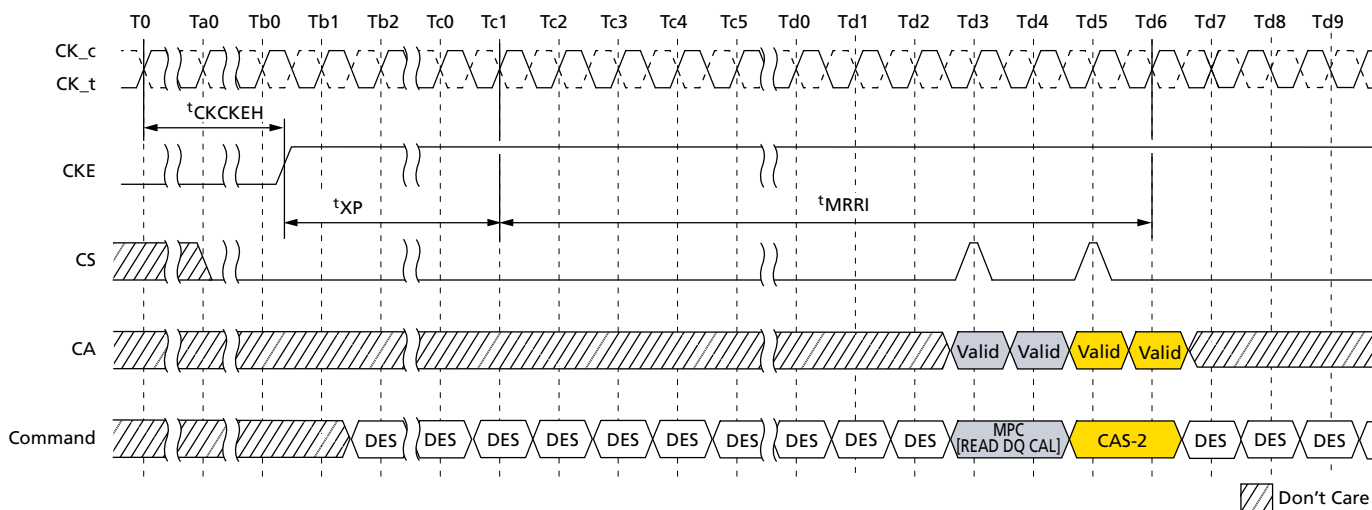 T0 Ta0 Tb0 Tb1 Tb2 Tc0 Tc1 Tc2 Tc3 Tc4 Tc5 Td0 Td1 Td2 Td3 Td4 Td5 Td6 Td7 Td8 Td9
CK_c
CK_t
tCKCKEH
CKE
tXP tMRRI
CS
CA Valid Valid Valid Valid
Command DES DES DES DES DES DES DES DES DES DES MPC [READ DQ CAL] CAS-2 DES DES DES
Don't Care